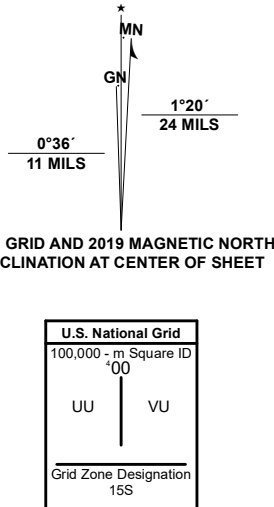 ★
MN
GN
1°20´
24 MILS
0°36´
11 MILS
GRID AND 2019 MAGNETIC NORTH
CLINATION AT CENTER OF SHEET
U.S. National Grid
100,000 - m Square ID
⁴00
UU VU
Grid Zone Designation
15S